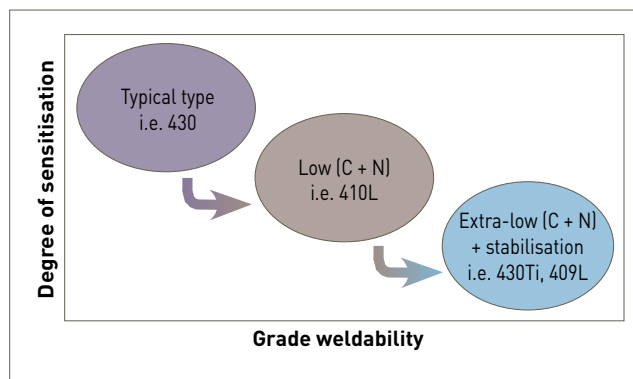 Degree of sensitisation
Typical type
i.e. 430
Low (C + N)
i.e. 410L
Extra-low (C + N)
+ stabilisation
i.e. 430Ti, 409L
Grade weldability